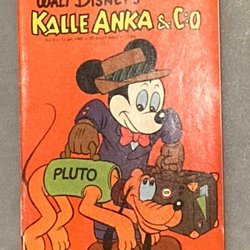 WALT DISNEY'S
KALLE ANKA & C:O
PLUTO